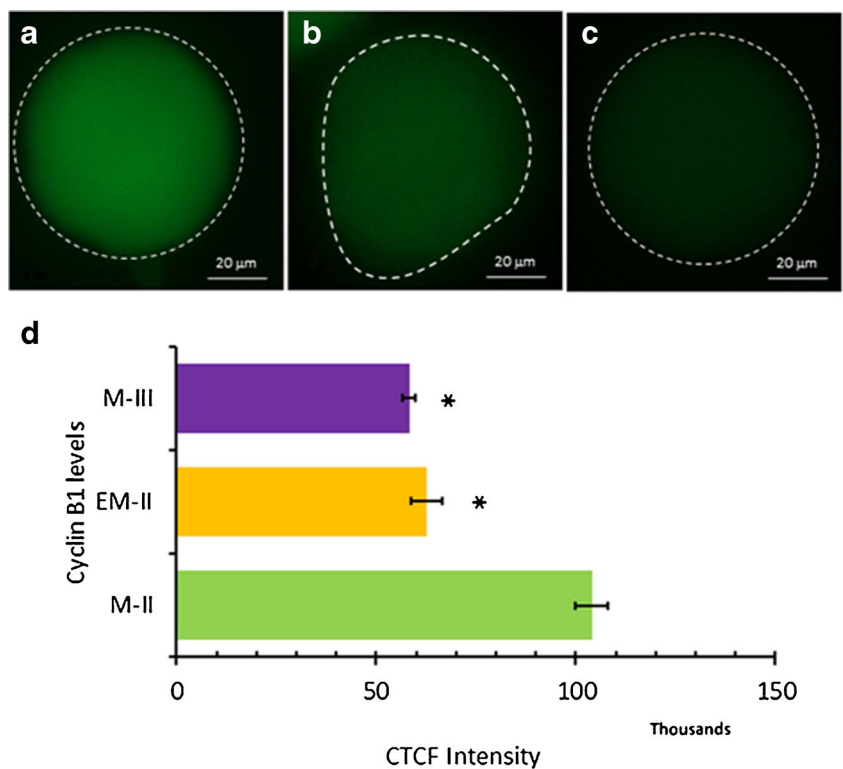 a
b
c
20 µm
20 µm
20 µm
d
Cyclin B1 levels
M-III
*
EM-II
*
M-II
0
50
100
150
Thousands
CTCF Intensity